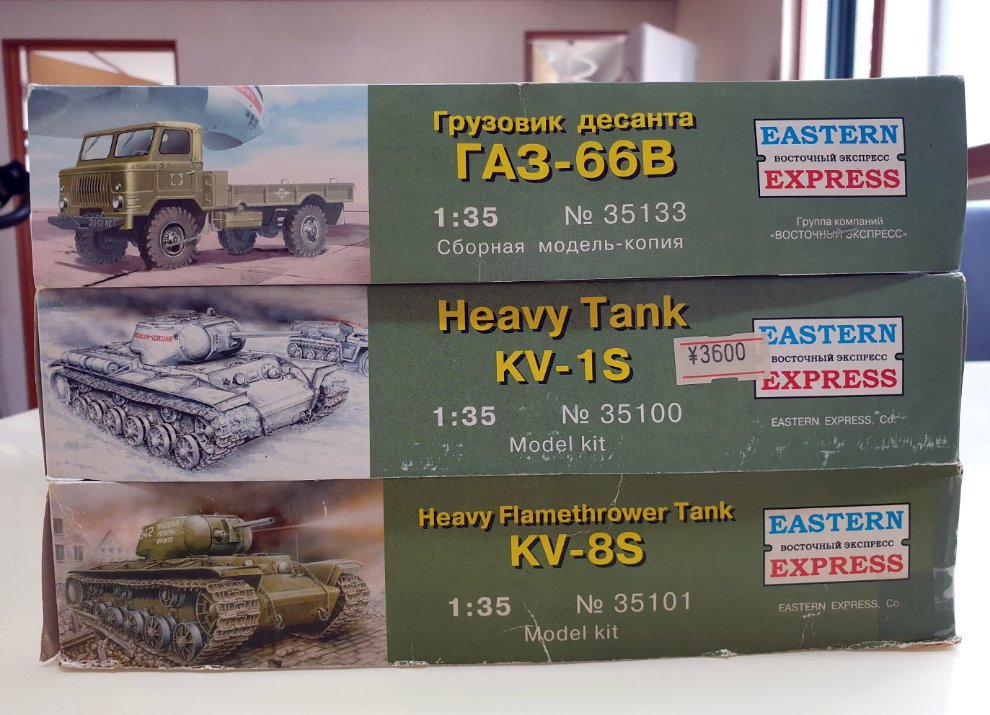 Грузовик десанта
ГАЗ-66В
1:35 № 35133
Сборная модель-копия
EASTERN
ВОСТОЧНЫЙ ЭКСПРЕСС
EXPRESS
Группа компаний
«ВОСТОЧНЫЙ ЭКСПРЕСС»
Heavy Tank
KV-1S
1:35 № 35100
Model kit
¥3600
EASTERN
ВОСТОЧНЫЙ ЭКСПРЕСС
EXPRESS
EASTERN EXPRESS, Co.
Heavy Flamethrower Tank
KV-8S
1:35 № 35101
Model kit
EASTERN
ВОСТОЧНЫЙ ЭКСПРЕСС
EXPRESS
EASTERN EXPRESS, Co.